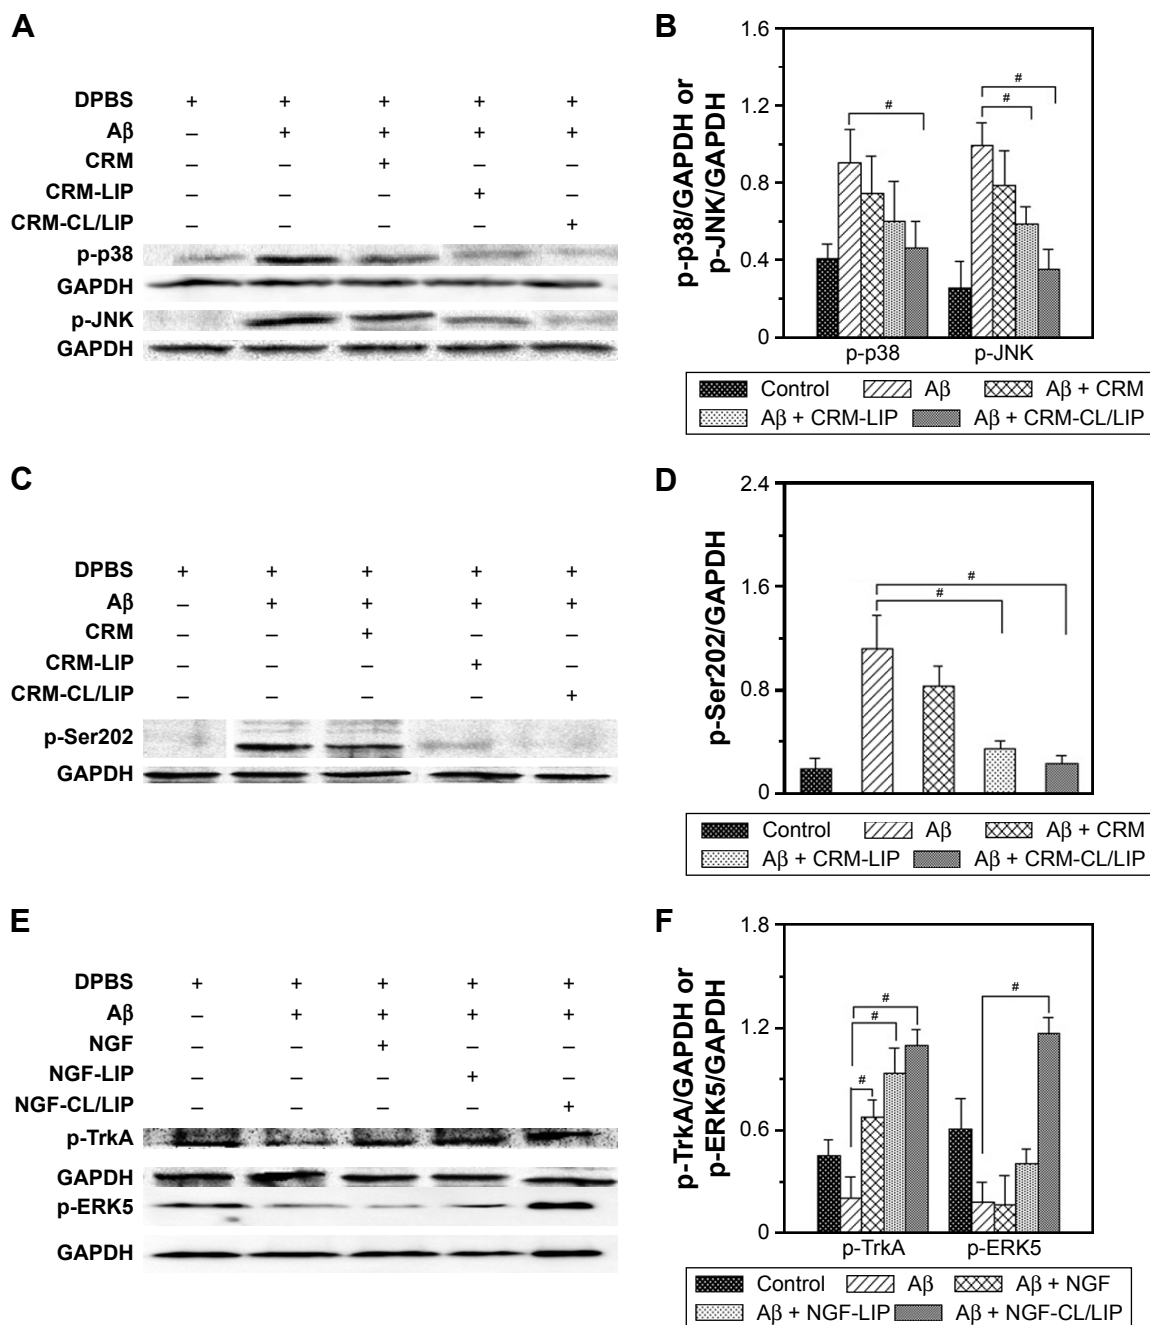 A
DPBS + + + + +
Aβ – + + + +
CRM – – + – –
CRM-LIP – – – + –
CRM-CL/LIP – – – – +
p-p38
GAPDH
p-JNK
GAPDH
B
p-p38/GAPDH or
p-JNK/GAPDH
1.6
1.2
0.8
0.4
0
# # #
p-p38 p-JNK
Control Aβ Aβ + CRM
Aβ + CRM-LIP Aβ + CRM-CL/LIP
C
DPBS + + + + +
Aβ – + + + +
CRM – – + – –
CRM-LIP – – – + –
CRM-CL/LIP – – – – +
p-Ser202
GAPDH
D
p-Ser202/GAPDH
2.4
1.6
0.8
0
# #
Control Aβ Aβ + CRM
Aβ + CRM-LIP Aβ + CRM-CL/LIP
E
DPBS + + + + +
Aβ – + + + +
NGF – – + – –
NGF-LIP – – – + –
NGF-CL/LIP – – – – +
p-TrkA
GAPDH
p-ERK5
GAPDH
F
p-TrkA/GAPDH or
p-ERK5/GAPDH
1.8
1.2
0.6
0
# # # #
p-TrkA p-ERK5
Control Aβ Aβ + NGF
Aβ + NGF-LIP Aβ + NGF-CL/LIP